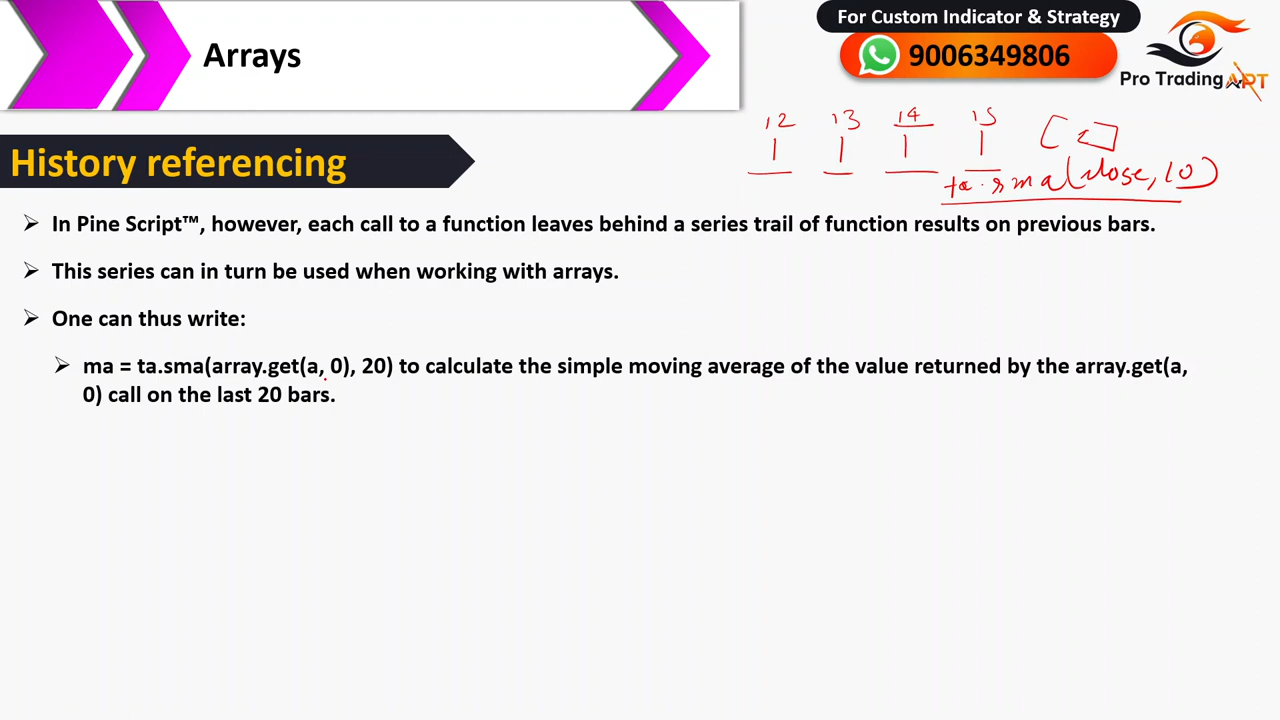 For Custom Indicator & Strategy
Arrays
9006349806
Pro Trading ART
12 13 14 15
ta.sma(close, 10)
History referencing
In Pine Script™, however, each call to a function leaves behind a series trail of function results on previous bars.
This series can in turn be used when working with arrays.
One can thus write:
ma = ta.sma(array.get(a, 0), 20) to calculate the simple moving average of the value returned by the array.get(a,
0) call on the last 20 bars.